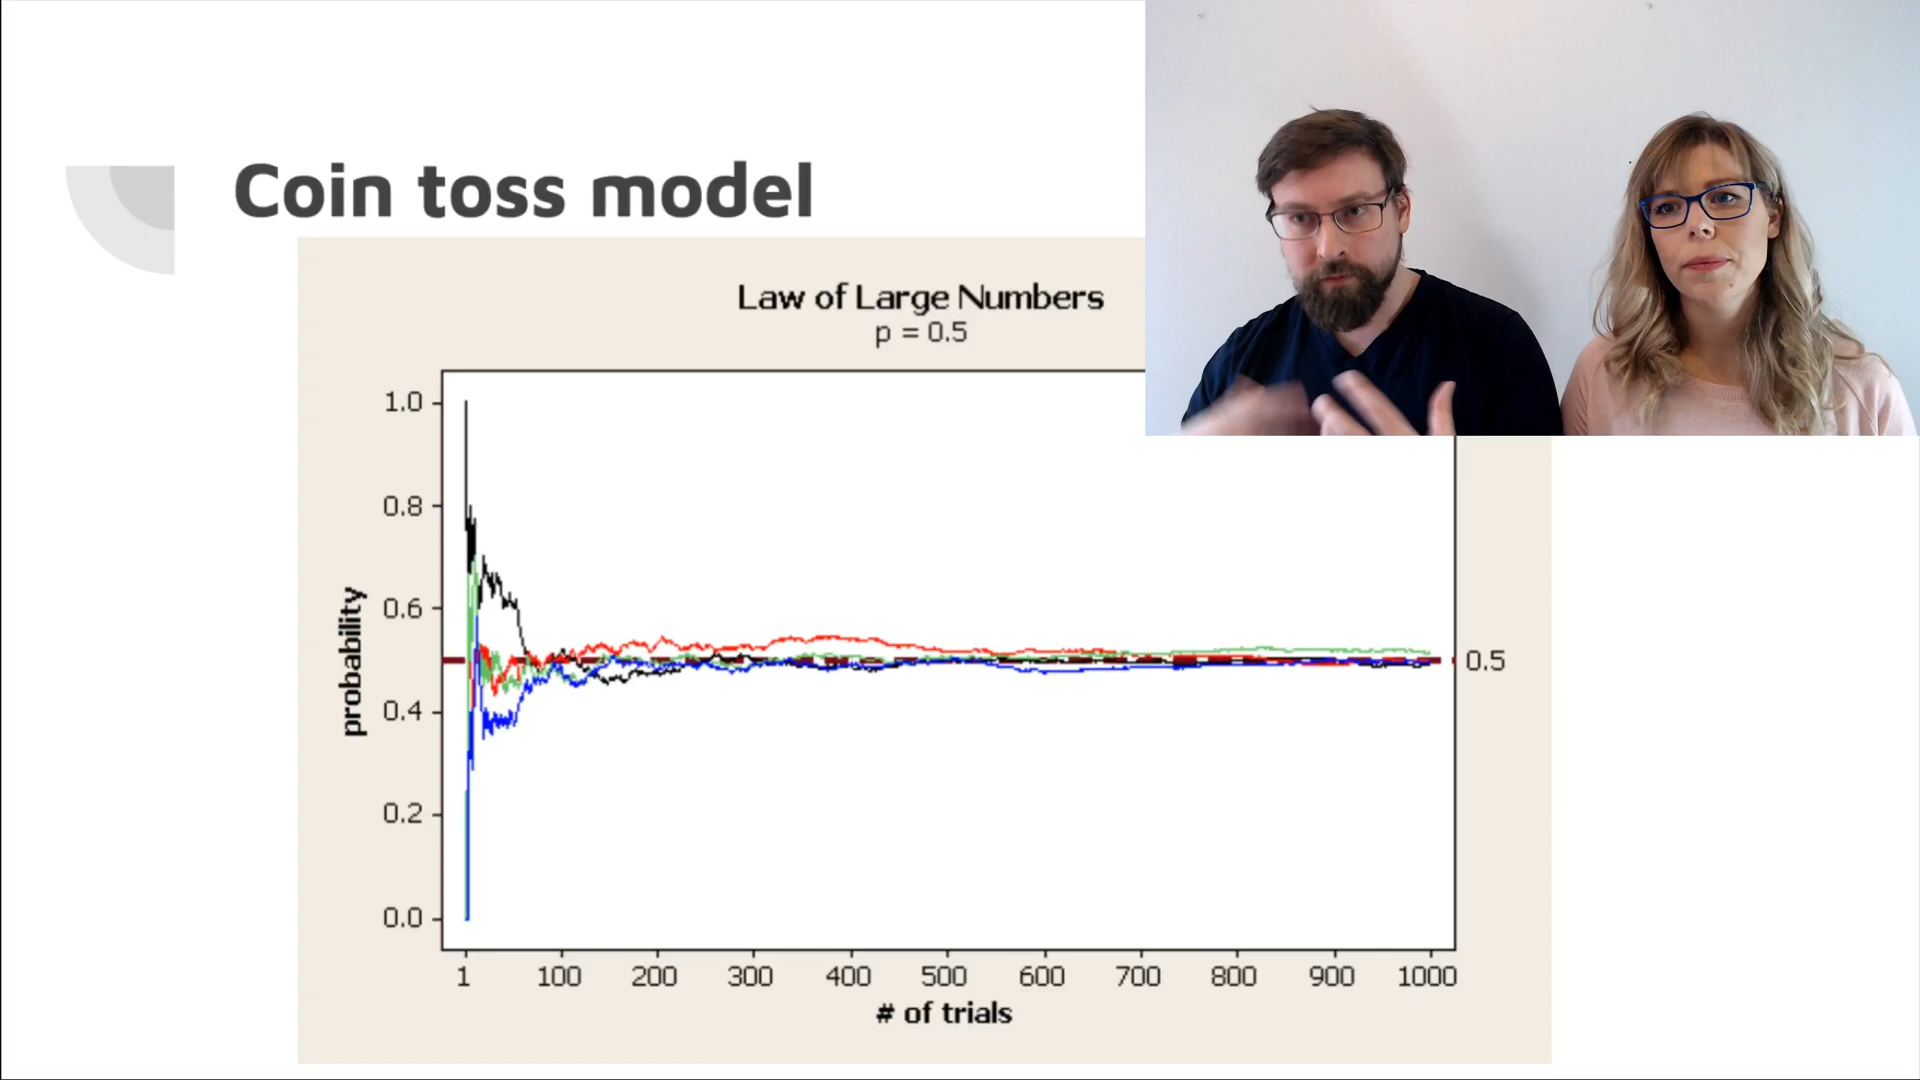 Coin toss model
Law of Large Numbers
p = 0.5
1.0
0.8
0.6
0.4
0.2
0.0
probability
0.5
1 100 200 300 400 500 600 700 800 900 1000
# of trials